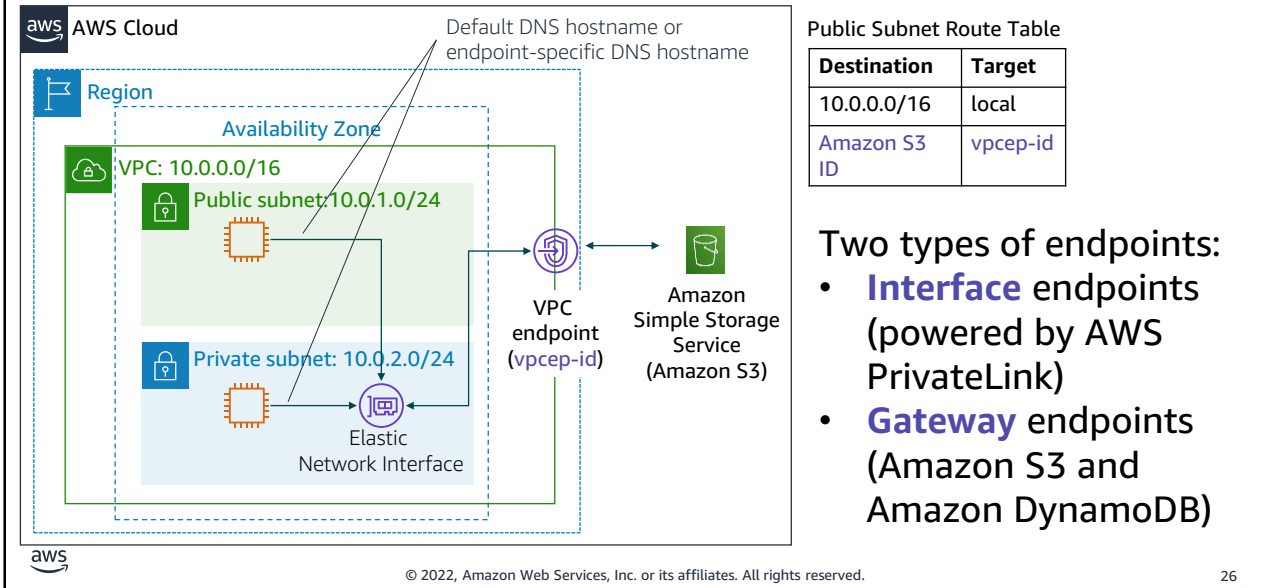 aws AWS Cloud
Default DNS hostname or
endpoint-specific DNS hostname
Region
Availability Zone
VPC: 10.0.0.0/16
Public subnet:10.0.1.0/24
Private subnet: 10.0.2.0/24
Elastic
Network Interface
VPC
endpoint
(vpcep-id)
Amazon
Simple Storage
Service
(Amazon S3)
Public Subnet Route Table
Destination Target
10.0.0.0/16 local
Amazon S3 vpcep-id
ID
Two types of endpoints:
• Interface endpoints
(powered by AWS
PrivateLink)
• Gateway endpoints
(Amazon S3 and
Amazon DynamoDB)
aws
© 2022, Amazon Web Services, Inc. or its affiliates. All rights reserved.
26